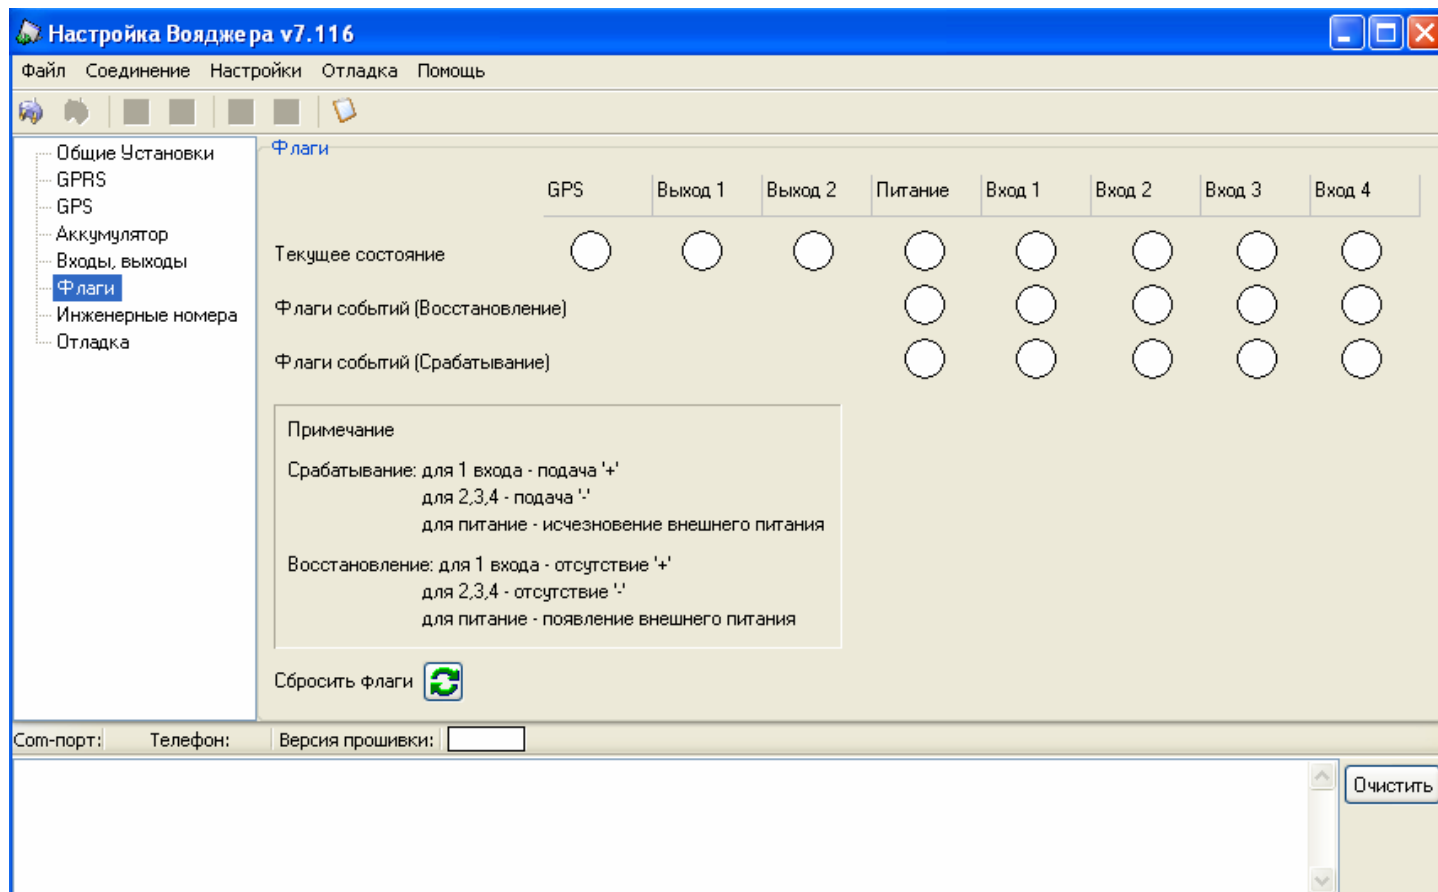 Настройка Вояджера v7.116
Файл Соединение Настройки Отладка Помощь
Общие Установки
GPRS
GPS
Аккумулятор
Входы, выходы
Флаги
Инженерные номера
Отладка
Флаги
GPS Выход 1 Выход 2 Питание Вход 1 Вход 2 Вход 3 Вход 4
Текущее состояние
Флаги событий (Восстановление)
Флаги событий (Срабатывание)
Примечание
Срабатывание: для 1 входа - подача '+'
для 2,3,4 - подача '-'
для питание - исчезновение внешнего питания
Восстановление: для 1 входа - отсутствие '+'
для 2,3,4 - отсутствие '-'
для питание - появление внешнего питания
Сбросить флаги
Com-порт: Телефон: Версия прошивки:
Очистить